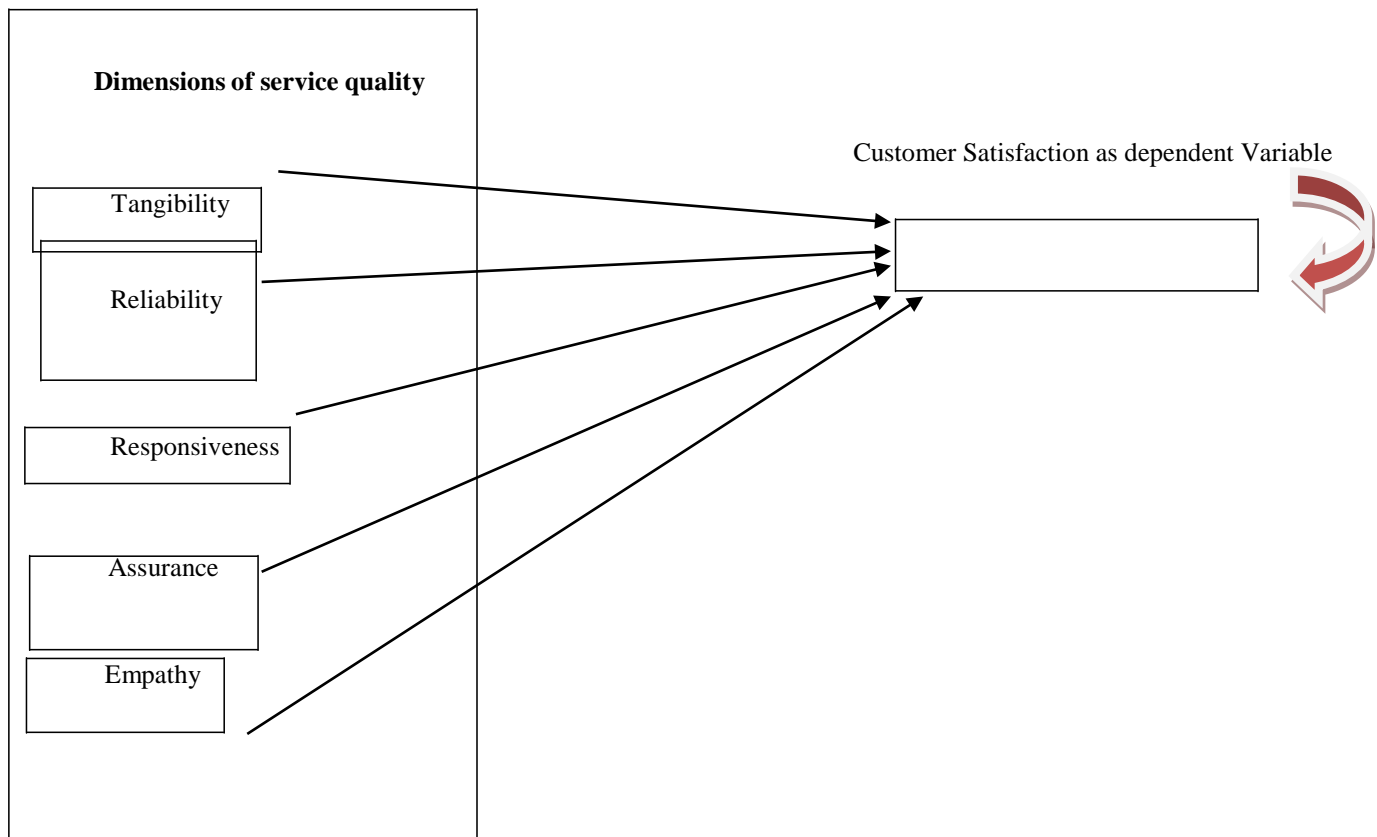 Dimensions of service quality
Customer Satisfaction as dependent Variable
Tangibility
Reliability
Responsiveness
Assurance
Empathy